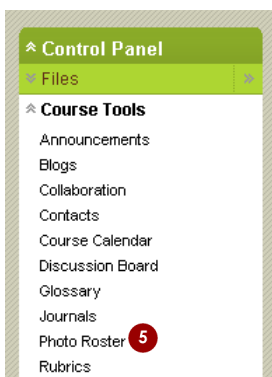 Control Panel
Files
Course Tools
Announcements
Blogs
Collaboration
Contacts
Course Calendar
Discussion Board
Glossary
Journals
Photo Roster 5
Rubrics